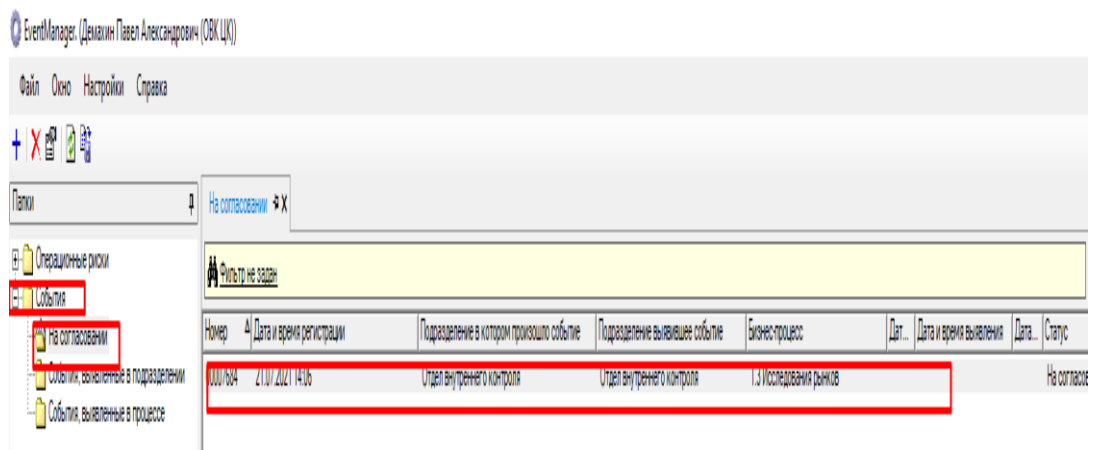 EventManager. (Демахин Павел Александрович (ОВК ЦК))
Файл Окно Настройки Справка
Папки
На согласовании
Операционные риски
События
На согласовании
События, выявленные в подразделении
События, выявленные в процессе
Фильтр не задан
Номер Дата и время регистрации Подразделение в котором произошло событие Подразделение выявившее событие Бизнес-процесс Дат... Дата и время выявления Дата... Статус
0007684 21.07.2021 14:06 Отдел внутреннего контроля Отдел внутреннего контроля 1.3 Исследования рынков На согласов